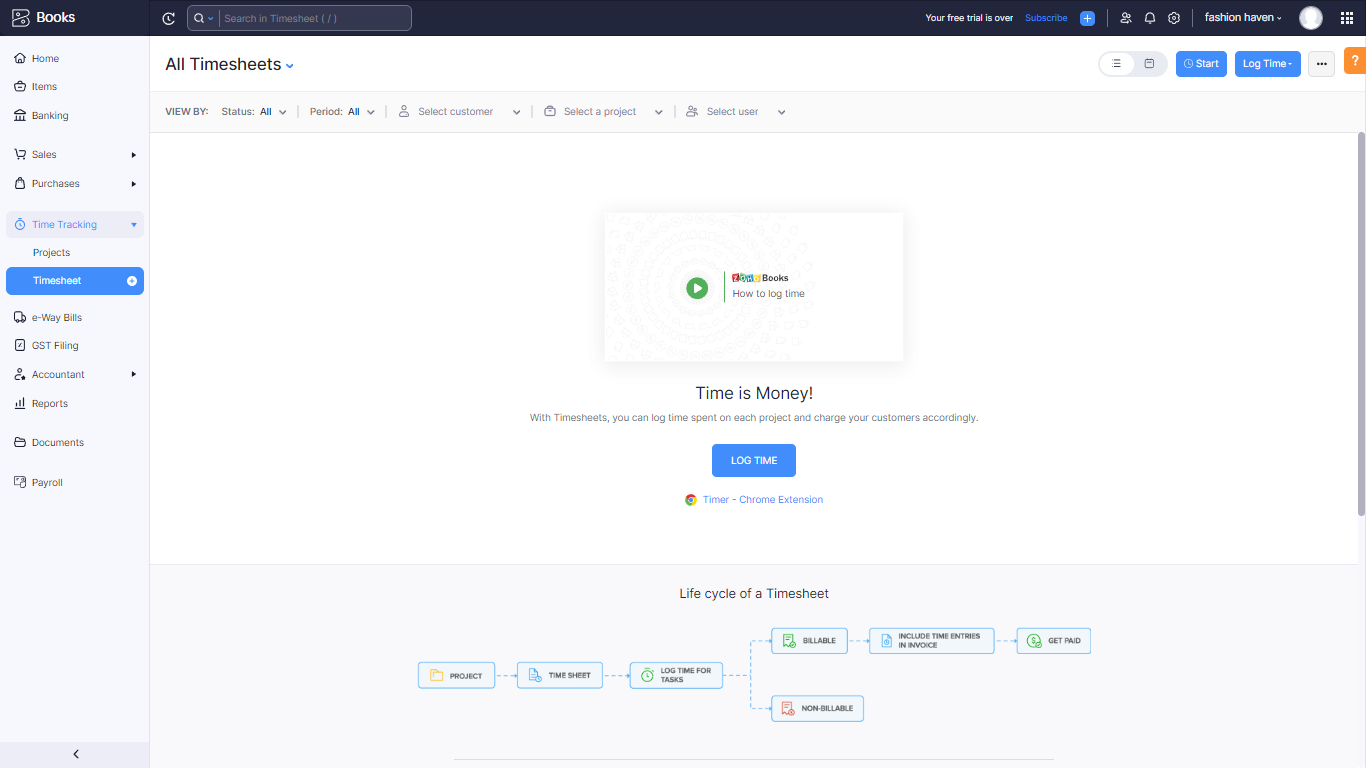 Books
Search in Timesheet ( / )
Your free trial is over
Subscribe
fashion haven
Home
Items
Banking
Sales
Purchases
Time Tracking
Projects
Timesheet
e-Way Bills
GST Filing
Accountant
Reports
Documents
Payroll
All Timesheets
Start
Log Time
?
VIEW BY:
Status: All
Period: All
Select customer
Select a project
Select user
ZOHO Books
How to log time
Time is Money!
With Timesheets, you can log time spent on each project and charge your customers accordingly.
LOG TIME
Timer - Chrome Extension
Life cycle of a Timesheet
PROJECT
TIME SHEET
LOG TIME FOR
TASKS
BILLABLE
INCLUDE TIME ENTRIES
IN INVOICE
GET PAID
NON-BILLABLE